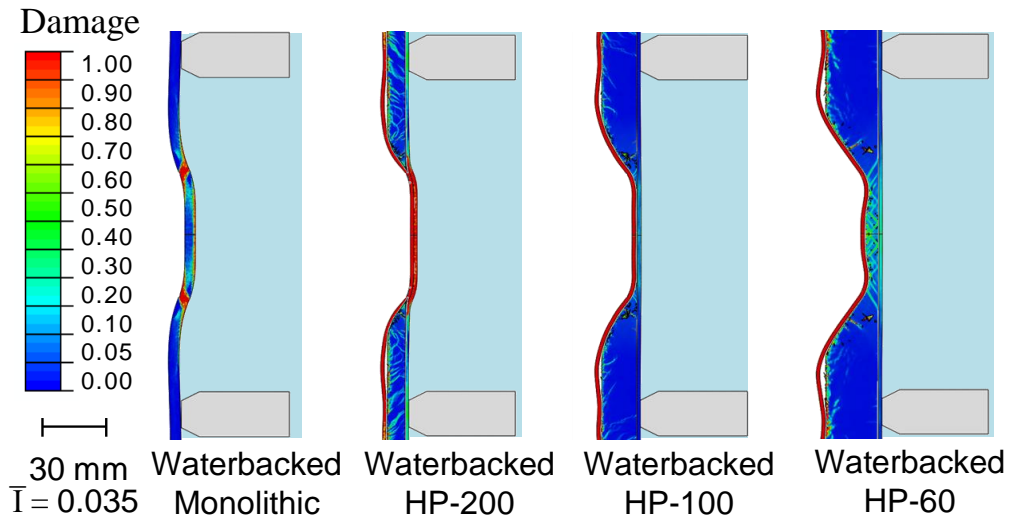 Damage
1.00
0.90
0.80
0.70
0.60
0.50
0.40
0.30
0.20
0.10
0.05
0.00
30 mm
I̅ = 0.035
Waterbacked
Monolithic
Waterbacked
HP-200
Waterbacked
HP-100
Waterbacked
HP-60